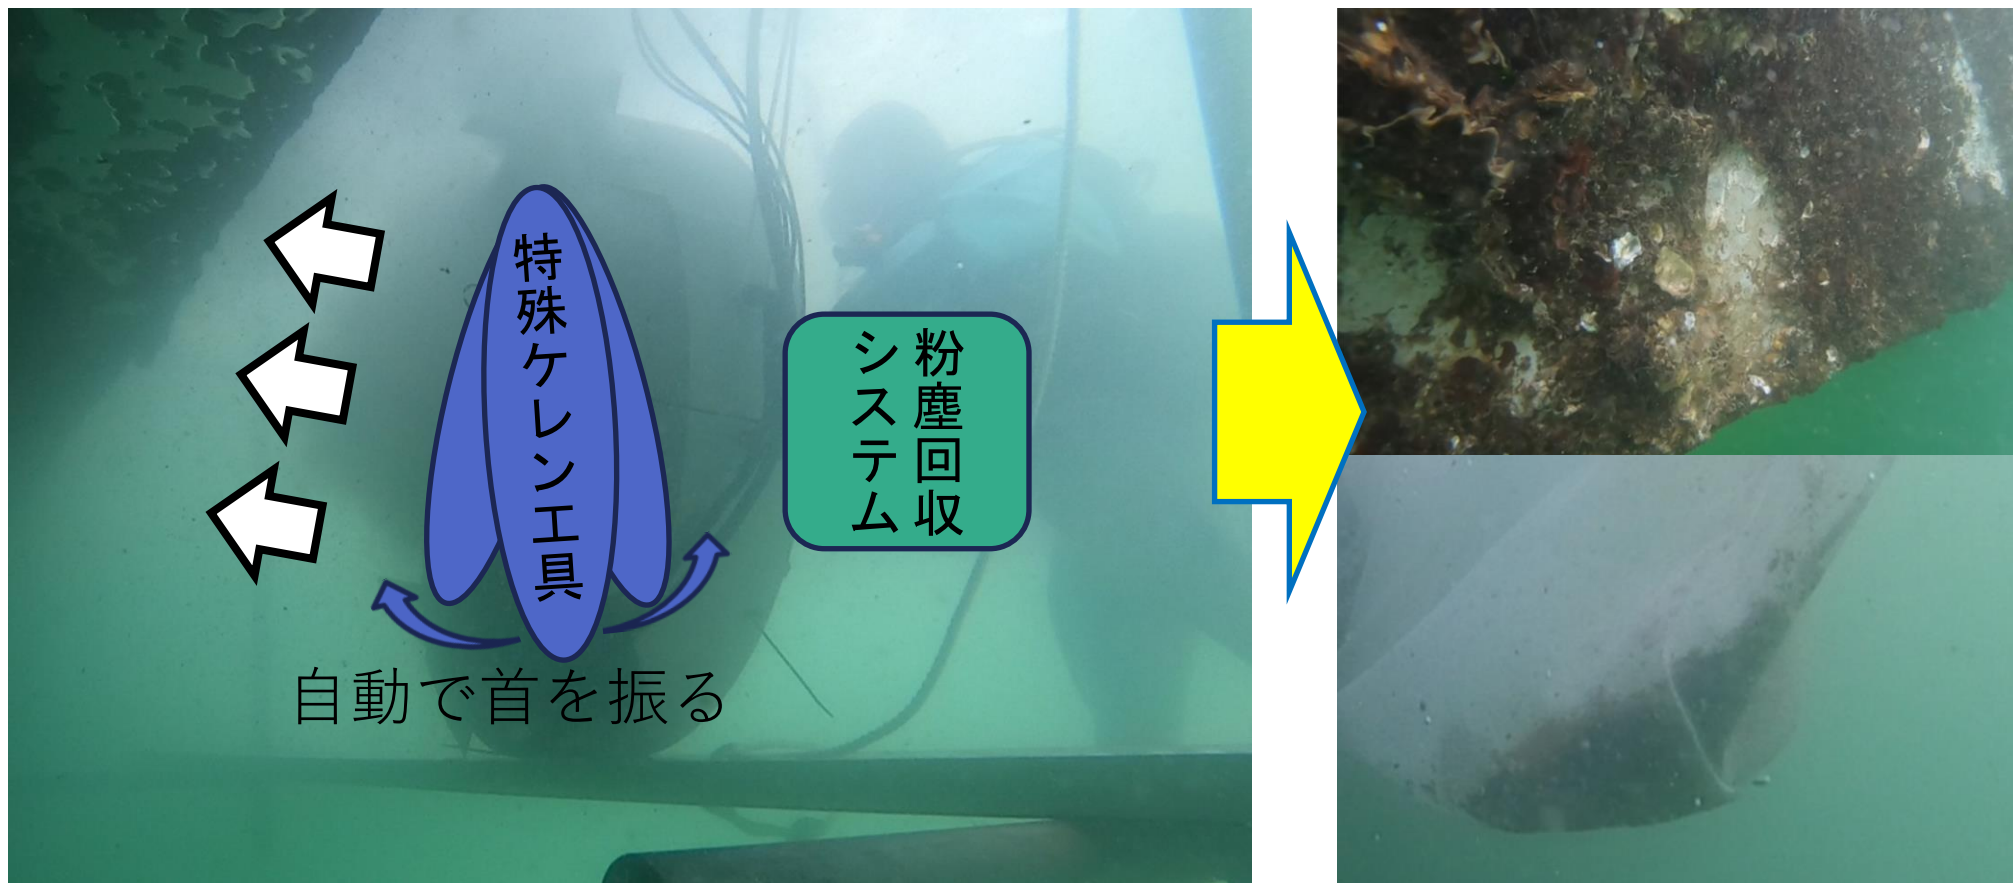 特殊ケレン工具
粉塵回収
システム
自動で首を振る